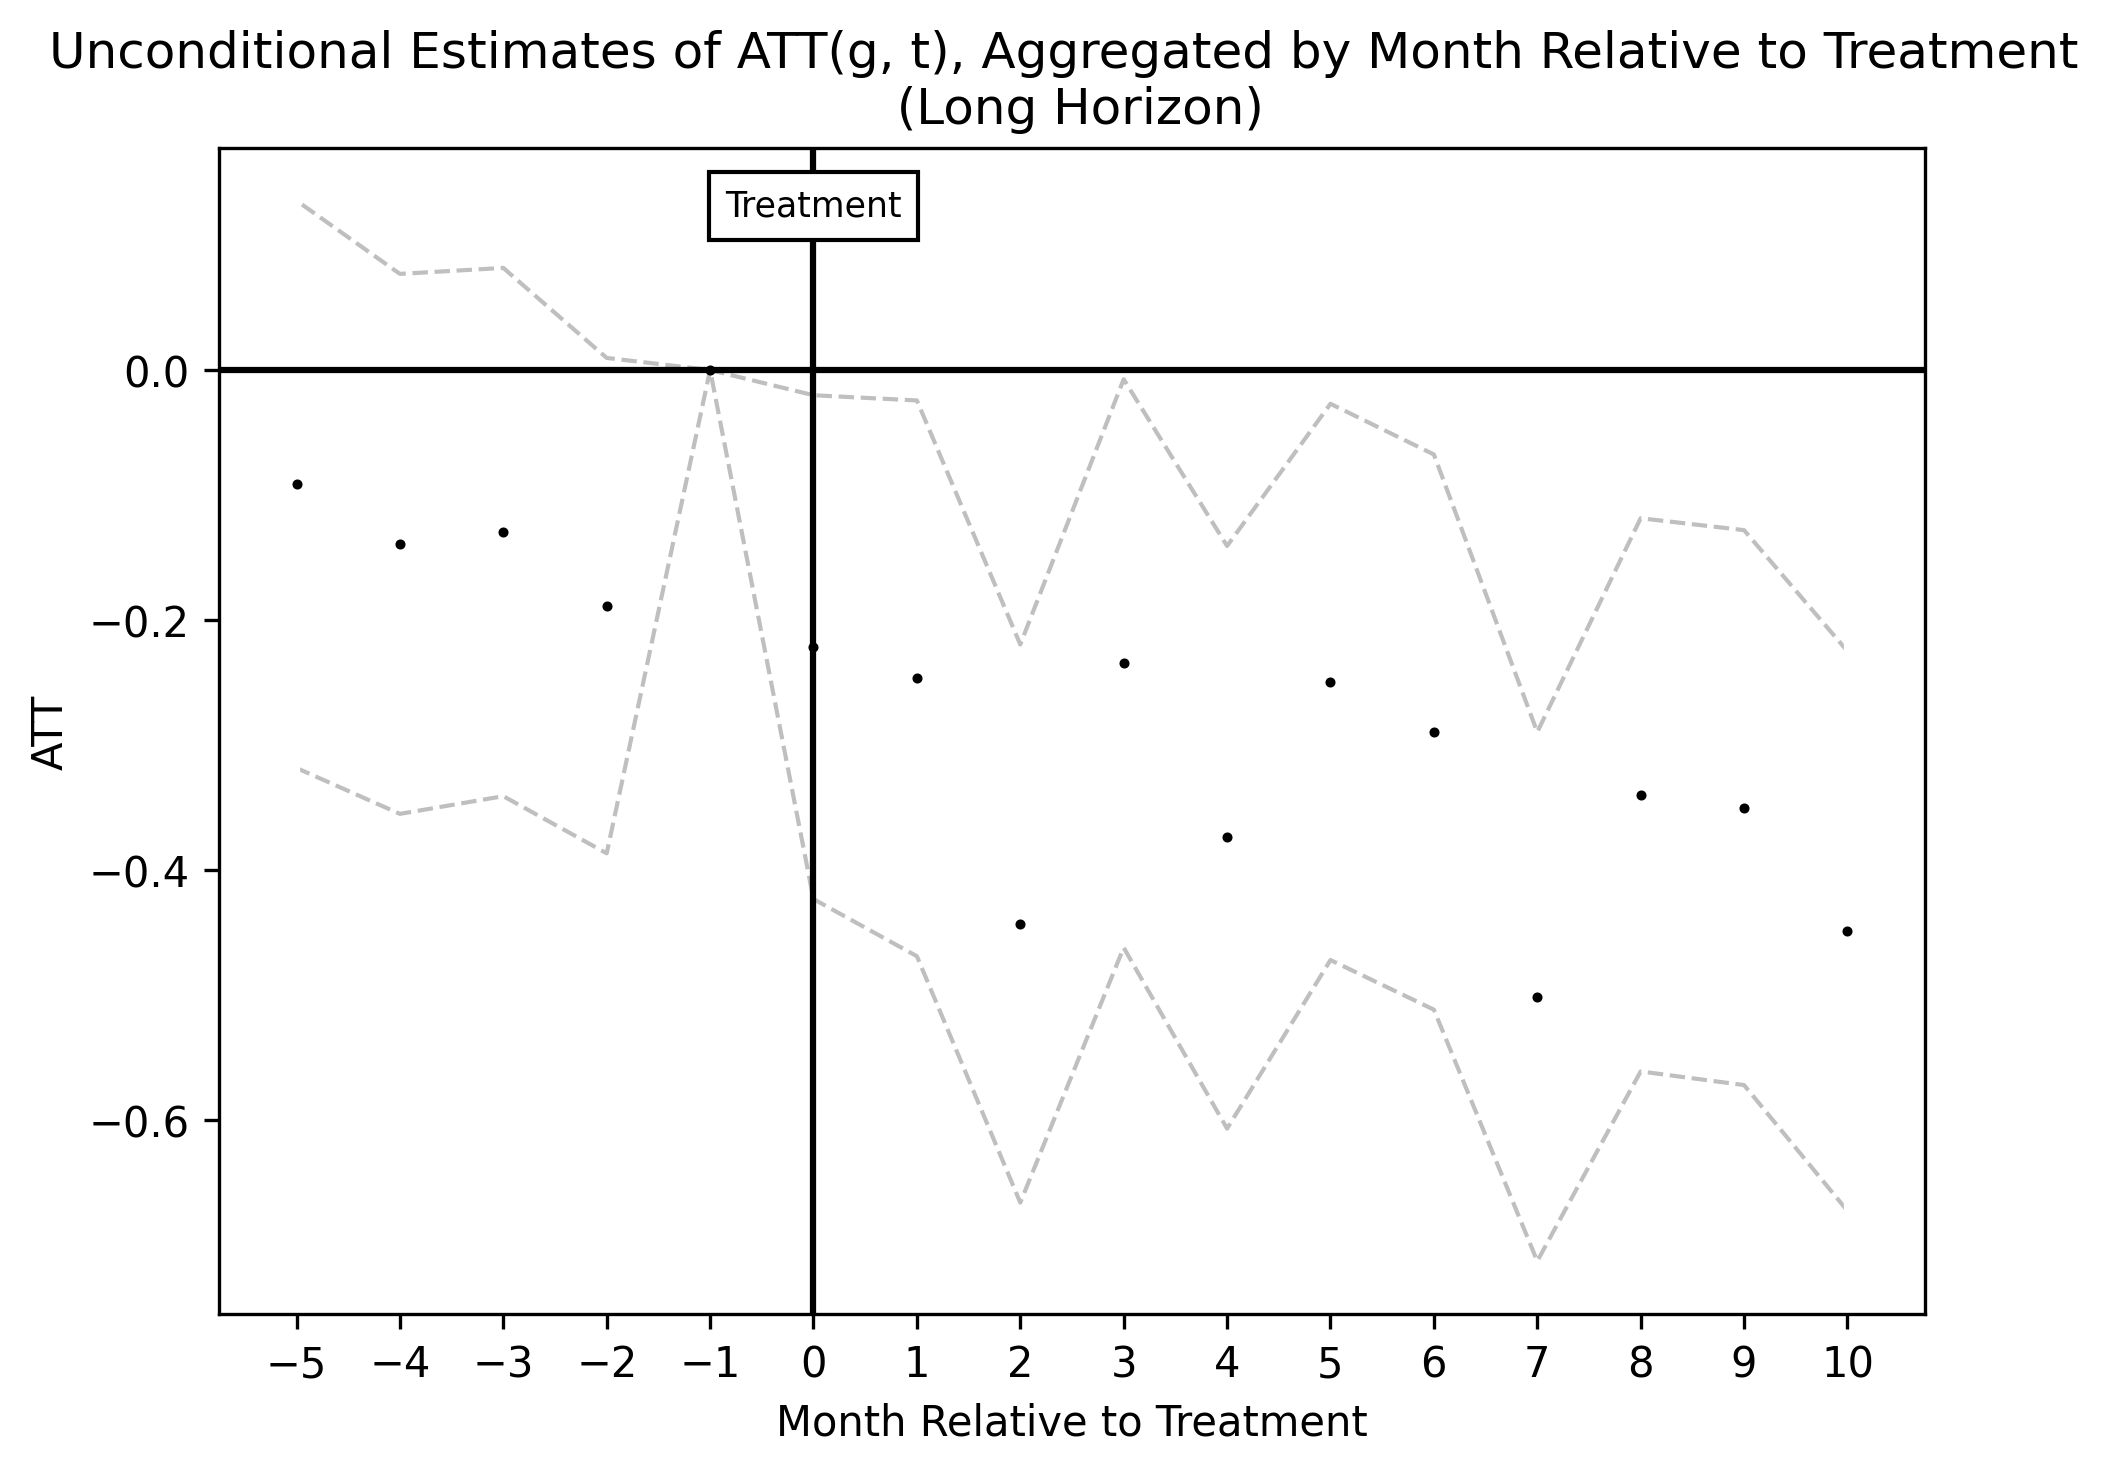 Unconditional Estimates of ATT(g, t), Aggregated by Month Relative to Treatment
(Long Horizon)
Treatment
0.0
−0.2
−0.4
−0.6
ATT
−5 −4 −3 −2 −1 0 1 2 3 4 5 6 7 8 9 10
Month Relative to Treatment